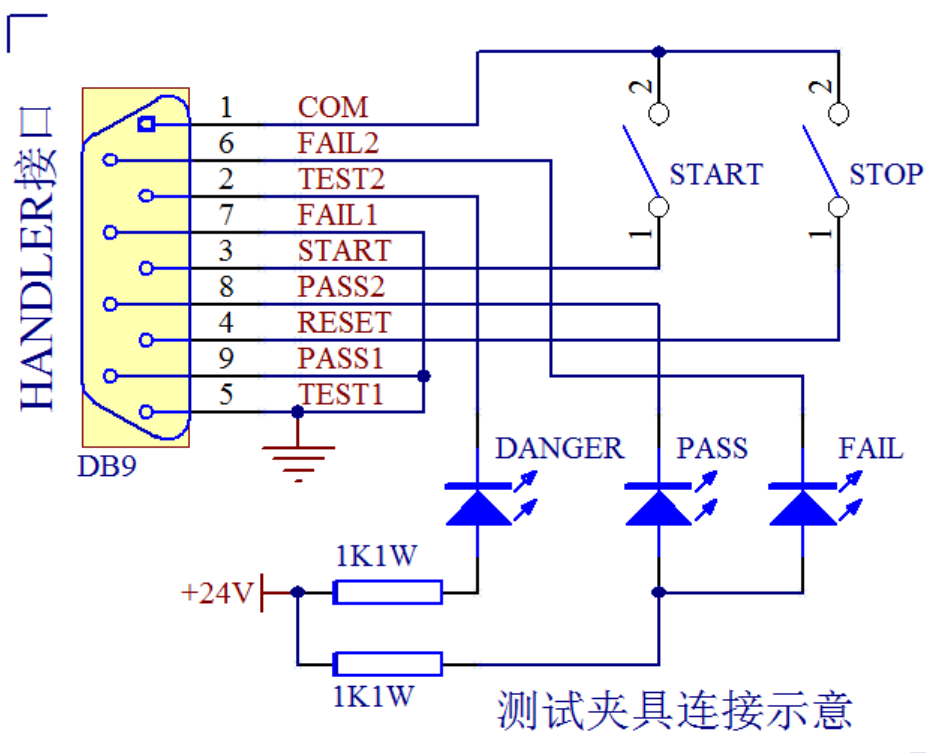 HANDLER接口
1 COM
6 FAIL2
2 TEST2
7 FAIL1
3 START
8 PASS2
4 RESET
9 PASS1
5 TEST1
DB9
2
START
1
2
STOP
1
DANGER
PASS
FAIL
1K1W
+24V
1K1W
测试夹具连接示意